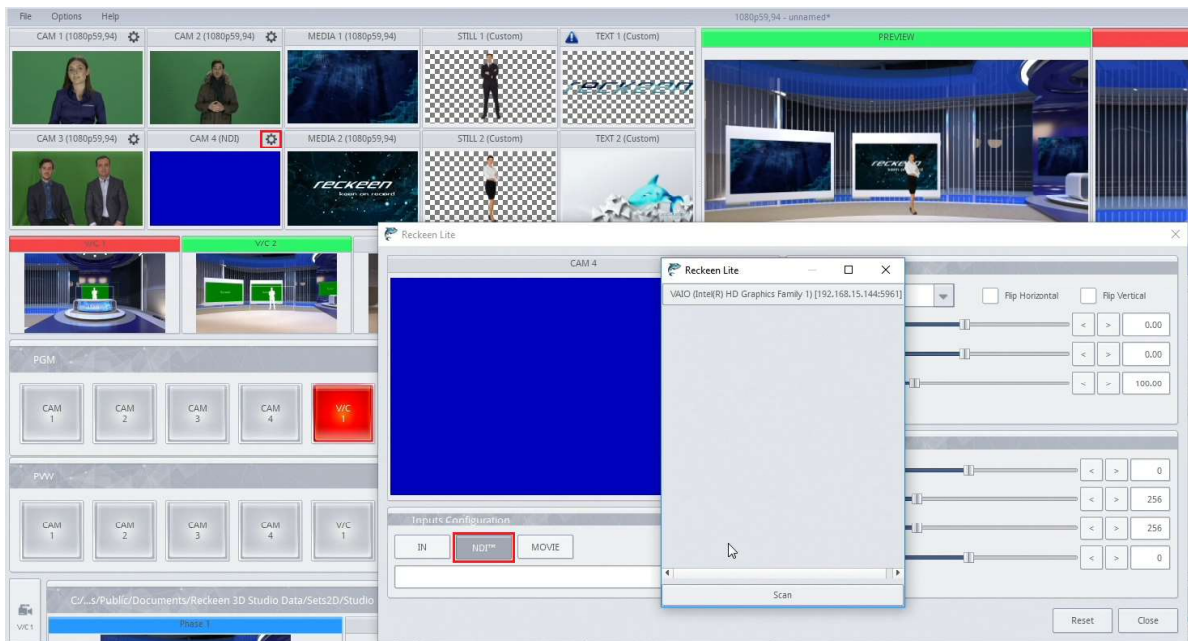 File Options Help
1080p59,94 - unnamed*
CAM 1 (1080p59,94) CAM 2 (1080p59,94) MEDIA 1 (1080p59,94) STILL 1 (Custom) TEXT 1 (Custom) PREVIEW
reckeen
CAM 3 (1080p59,94) CAM 4 (NDI) MEDIA 2 (1080p59,94) STILL 2 (Custom) TEXT 2 (Custom)
reckeen
keen on record
V/C 1 V/C 2
Reckeen Lite
CAM 4
Reckeen Lite
VAIO (Intel(R) HD Graphics Family 1) [192.168.15.144:5961]
Flip Horizontal Flip Vertical
< > 0.00
< > 0.00
< > 100.00
PGM
CAM 1
CAM 2
CAM 3
CAM 4
V/C 1
PVW
CAM 1
CAM 2
CAM 3
CAM 4
V/C 1
< > 0
< > 256
< > 256
< > 0
Inputs Configuration
IN NDI™ MOVIE
Scan
Reset Close
C:/...s/Public/Documents/Reckeen 3D Studio Data/Sets2D/Studio
V/C 1
Phase 1